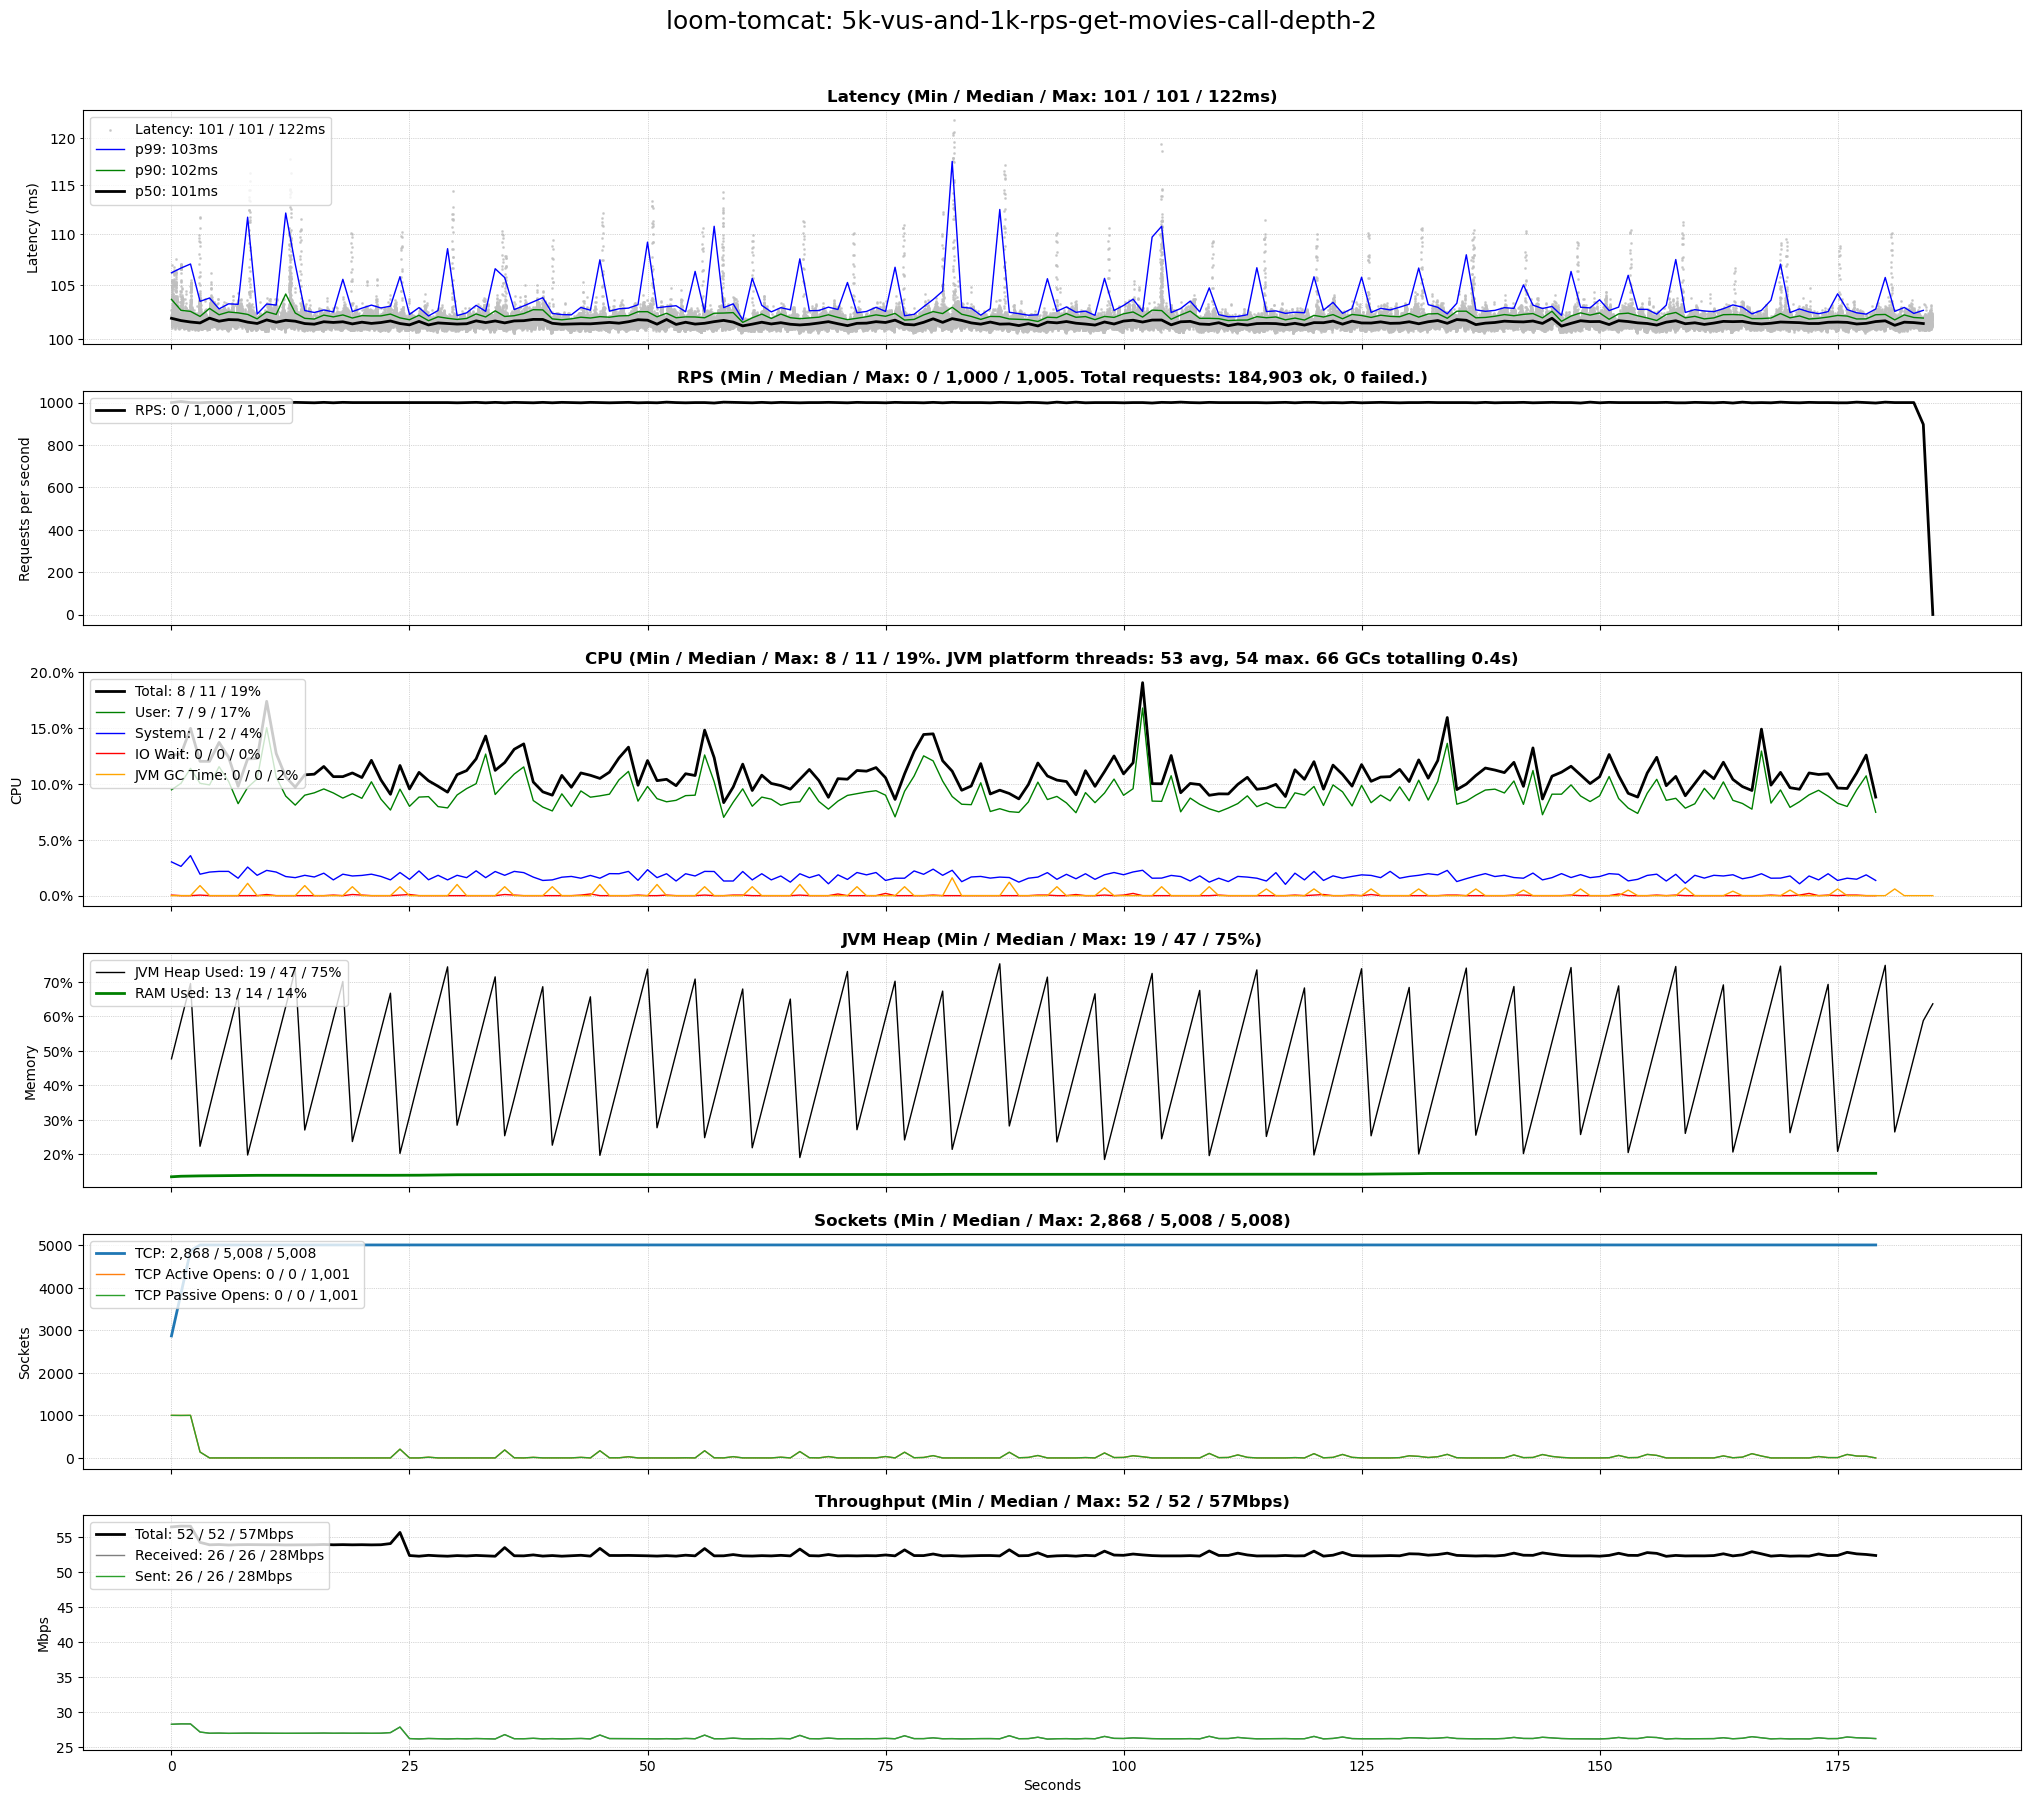 loom-tomcat: 5k-vus-and-1k-rps-get-movies-call-depth-2
Latency (Min / Median / Max: 101 / 101 / 122ms)
Latency: 101 / 101 / 122ms
p99: 103ms
p90: 102ms
p50: 101ms
Latency (ms)
120
115
110
105
100
RPS (Min / Median / Max: 0 / 1,000 / 1,005. Total requests: 184,903 ok, 0 failed.)
RPS: 0 / 1,000 / 1,005
Requests per second
1000
800
600
400
200
0
CPU (Min / Median / Max: 8 / 11 / 19%. JVM platform threads: 53 avg, 54 max. 66 GCs totalling 0.4s)
Total: 8 / 11 / 19%
User: 7 / 9 / 17%
System: 1 / 2 / 4%
IO Wait: 0 / 0 / 0%
JVM GC Time: 0 / 0 / 2%
CPU
20.0%
15.0%
10.0%
5.0%
0.0%
JVM Heap (Min / Median / Max: 19 / 47 / 75%)
JVM Heap Used: 19 / 47 / 75%
RAM Used: 13 / 14 / 14%
Memory
70%
60%
50%
40%
30%
20%
Sockets (Min / Median / Max: 2,868 / 5,008 / 5,008)
TCP: 2,868 / 5,008 / 5,008
TCP Active Opens: 0 / 0 / 1,001
TCP Passive Opens: 0 / 0 / 1,001
Sockets
5000
4000
3000
2000
1000
0
Throughput (Min / Median / Max: 52 / 52 / 57Mbps)
Total: 52 / 52 / 57Mbps
Received: 26 / 26 / 28Mbps
Sent: 26 / 26 / 28Mbps
Mbps
55
50
45
40
35
30
25
0 25 50 75 100 125 150 175
Seconds